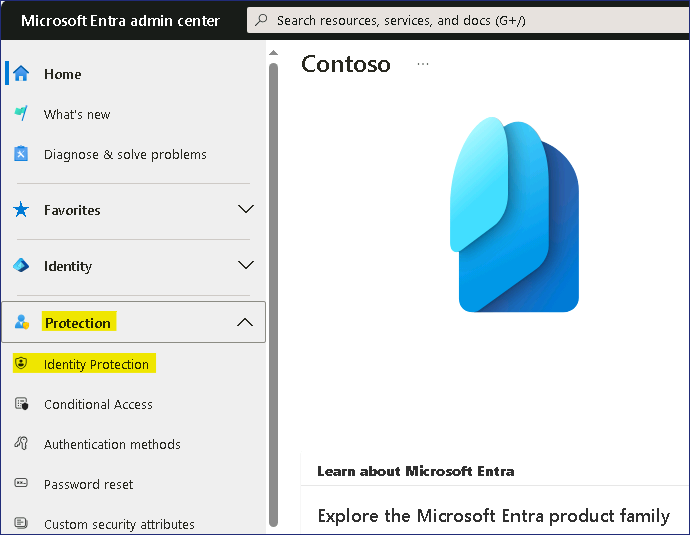 Microsoft Entra admin center
Search resources, services, and docs (G+/)
Home
What's new
Diagnose & solve problems
Favorites
Identity
Protection
Identity Protection
Conditional Access
Authentication methods
Password reset
Custom security attributes
Contoso ...
Learn about Microsoft Entra
Explore the Microsoft Entra product family